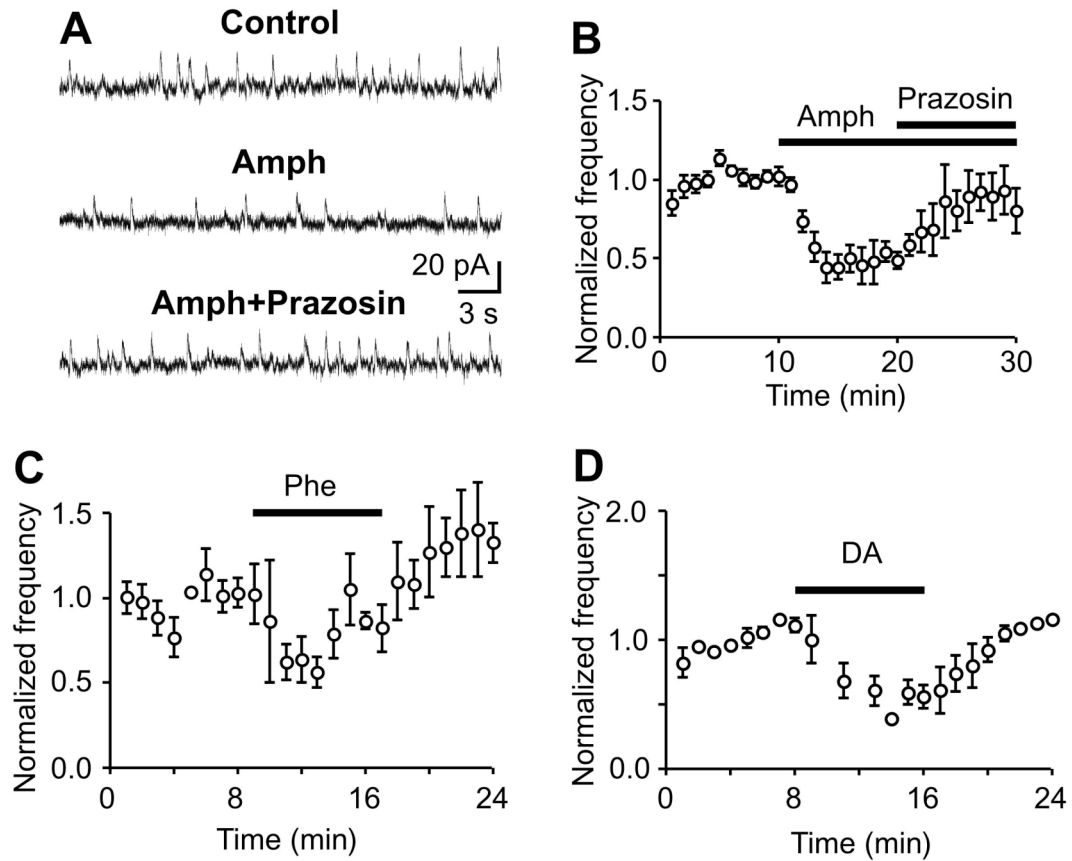 A
Control
Amph
20 pA
3 s
Amph+Prazosin
B
Normalized frequency
1.5
1.0
0.5
0.0
Amph
Prazosin
0 10 20 30
Time (min)
C
Normalized frequency
1.5
1.0
0.5
0.0
Phe
0 8 16 24
Time (min)
D
Normalized frequency
2.0
1.0
0.0
DA
0 8 16 24
Time (min)